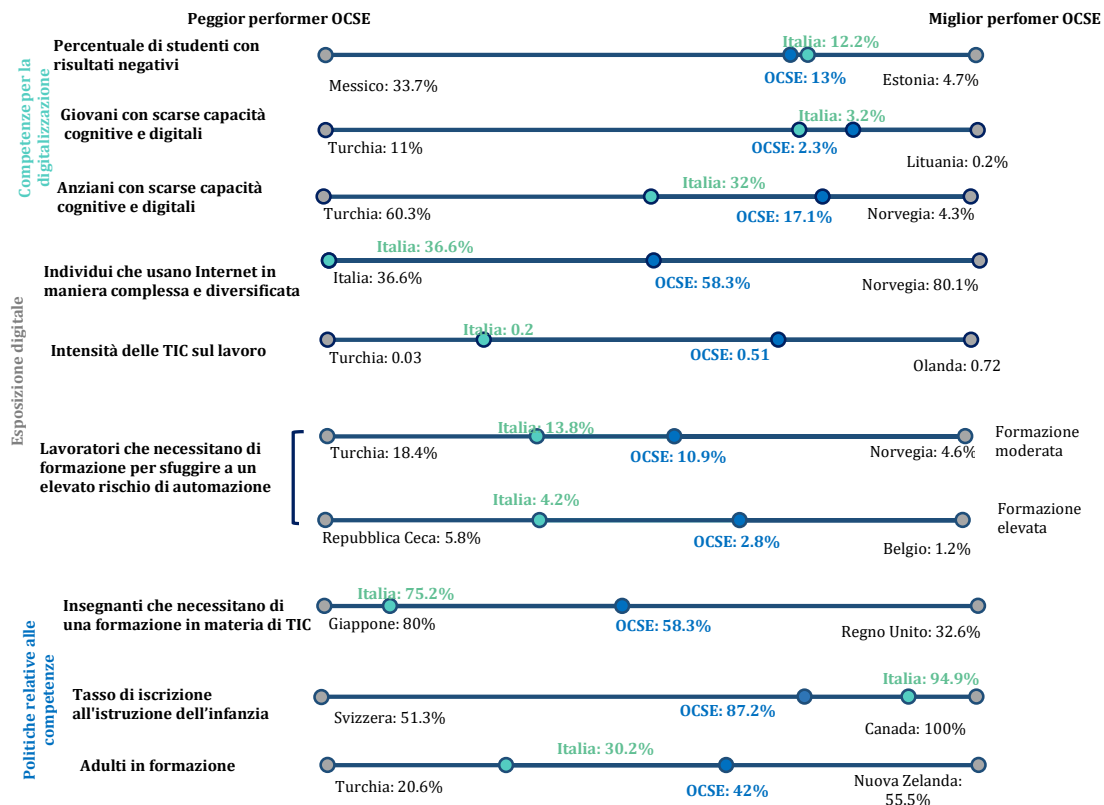 Peggior performer OCSE
Miglior perfomer OCSE
Competenze per la
digitalizzazione
Percentuale di studenti con
risultati negativi
Italia: 12.2%
OCSE: 13%
Messico: 33.7%
Estonia: 4.7%
Giovani con scarse capacità
cognitive e digitali
Italia: 3.2%
Turchia: 11%
OCSE: 2.3%
Lituania: 0.2%
Anziani con scarse capacità
cognitive e digitali
Italia: 32%
Turchia: 60.3%
OCSE: 17.1%
Norvegia: 4.3%
Esposizione digitale
Individui che usano Internet in
maniera complessa e diversificata
Italia: 36.6%
Italia: 36.6%
OCSE: 58.3%
Norvegia: 80.1%
Intensità delle TIC sul lavoro
Italia: 0.2
Turchia: 0.03
OCSE: 0.51
Olanda: 0.72
Lavoratori che necessitano di
formazione per sfuggire a un
elevato rischio di automazione
Italia: 13.8%
Turchia: 18.4%
OCSE: 10.9%
Norvegia: 4.6%
Formazione
moderata
Italia: 4.2%
Repubblica Ceca: 5.8%
OCSE: 2.8%
Belgio: 1.2%
Formazione
elevata
Politiche relative alle
competenze
Insegnanti che necessitano di
una formazione in materia di TIC
Italia: 75.2%
Giappone: 80%
OCSE: 58.3%
Regno Unito: 32.6%
Tasso di iscrizione
all'istruzione dell’infanzia
Italia: 94.9%
Svizzera: 51.3%
OCSE: 87.2%
Canada: 100%
Adulti in formazione
Italia: 30.2%
Turchia: 20.6%
OCSE: 42%
Nuova Zelanda:
55.5%